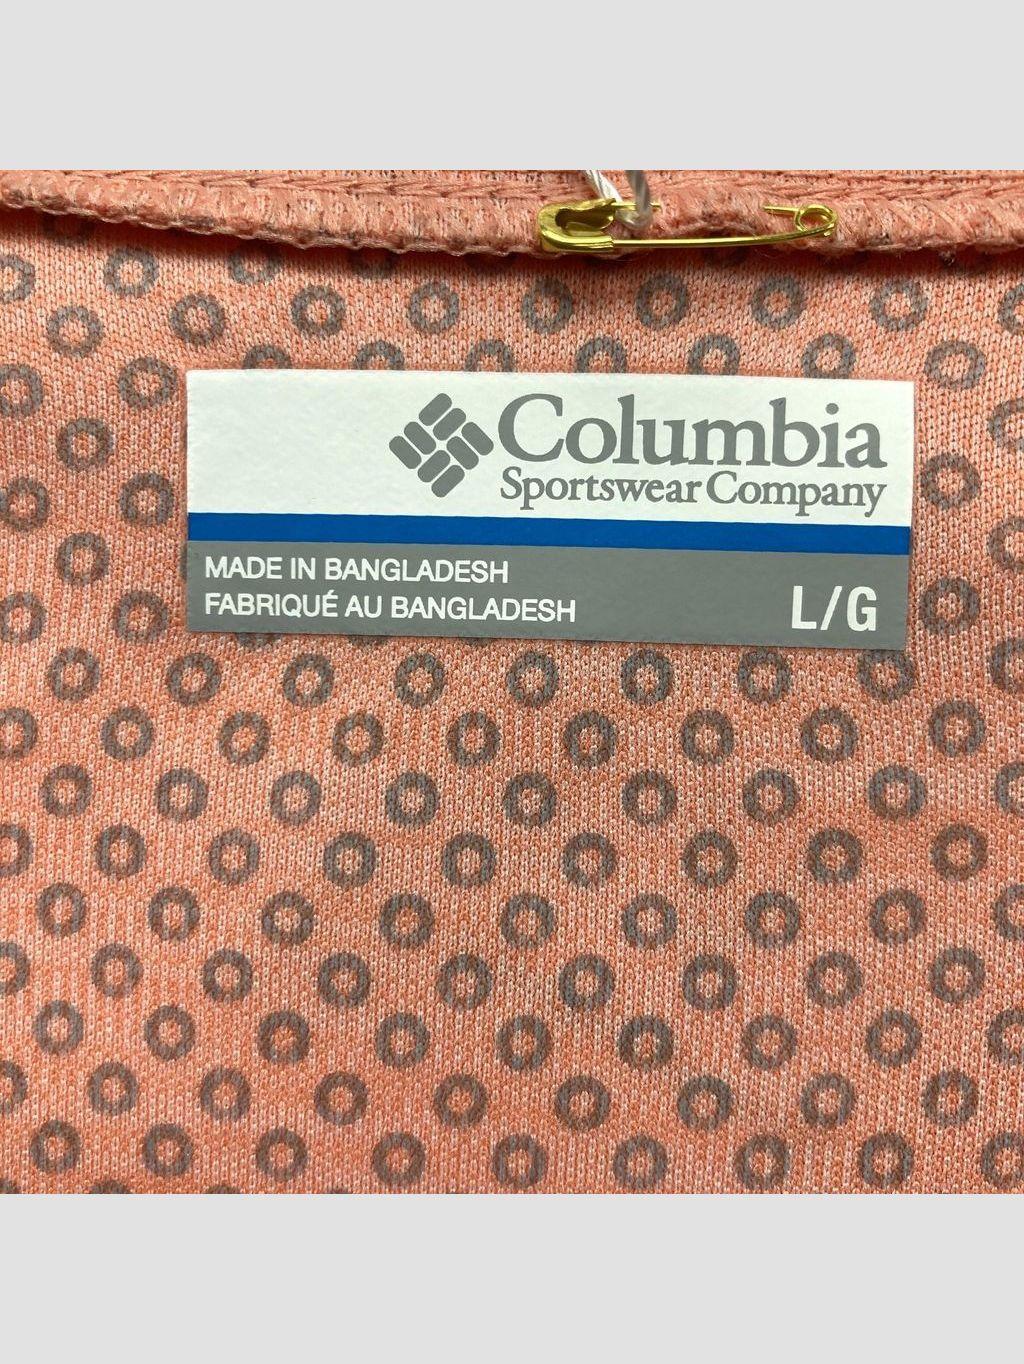 Columbia
Sportswear Company
MADE IN BANGLADESH
FABRIQUÉ AU BANGLADESH
L/G